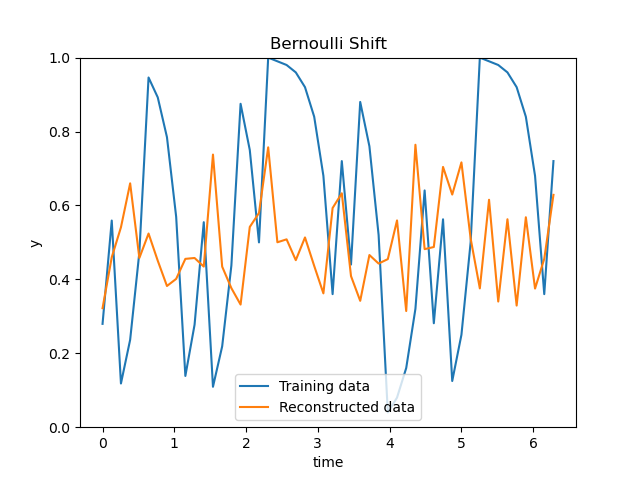 Bernoulli Shift
y
1.0
0.8
0.6
0.4
0.2
0.0
Training data
Reconstructed data
0 1 2 3 4 5 6
time